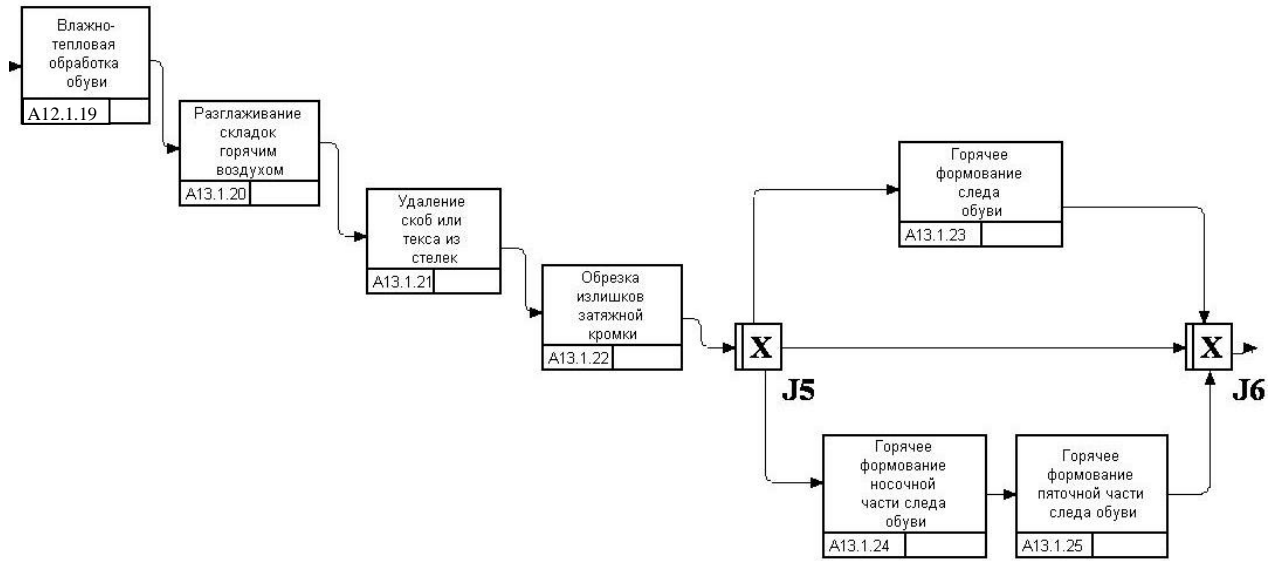 Влажно-
тепловая
обработка
обуви
A12.1.19
Разглаживание
складок
горячим
воздухом
A13.1.20
Удаление
скоб или
текса из
стелек
A13.1.21
Обрезка
излишков
затяжной
кромки
A13.1.22
X
J5
Горячее
формование
следа
обуви
A13.1.23
X
J6
Горячее
формование
носочной
части следа
обуви
A13.1.24
Горячее
формование
пяточной части
следа обуви
A13.1.25